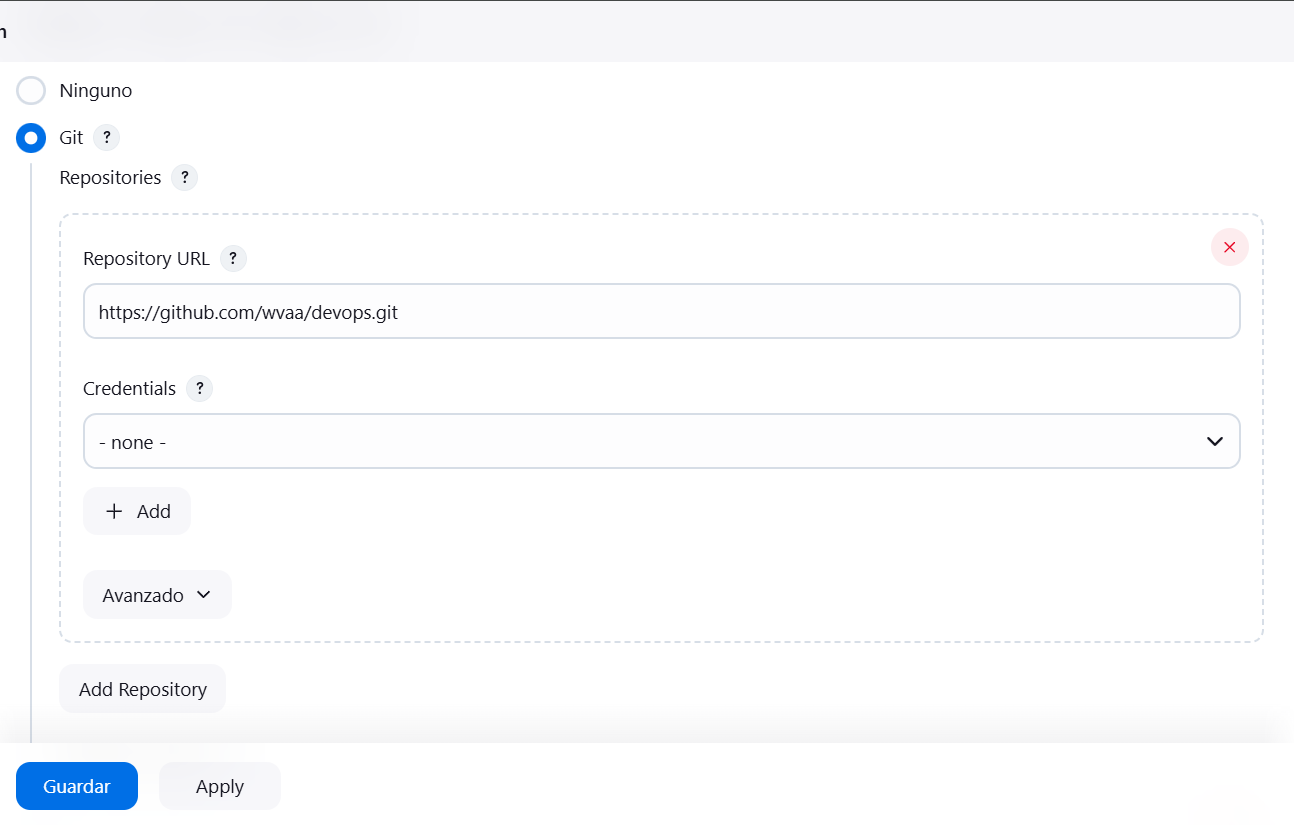 n
Ninguno
Git ?
Repositories ?
Repository URL ?
https://github.com/wvaa/devops.git
Credentials ?
- none -
+ Add
Avanzado
Add Repository
Guardar Apply